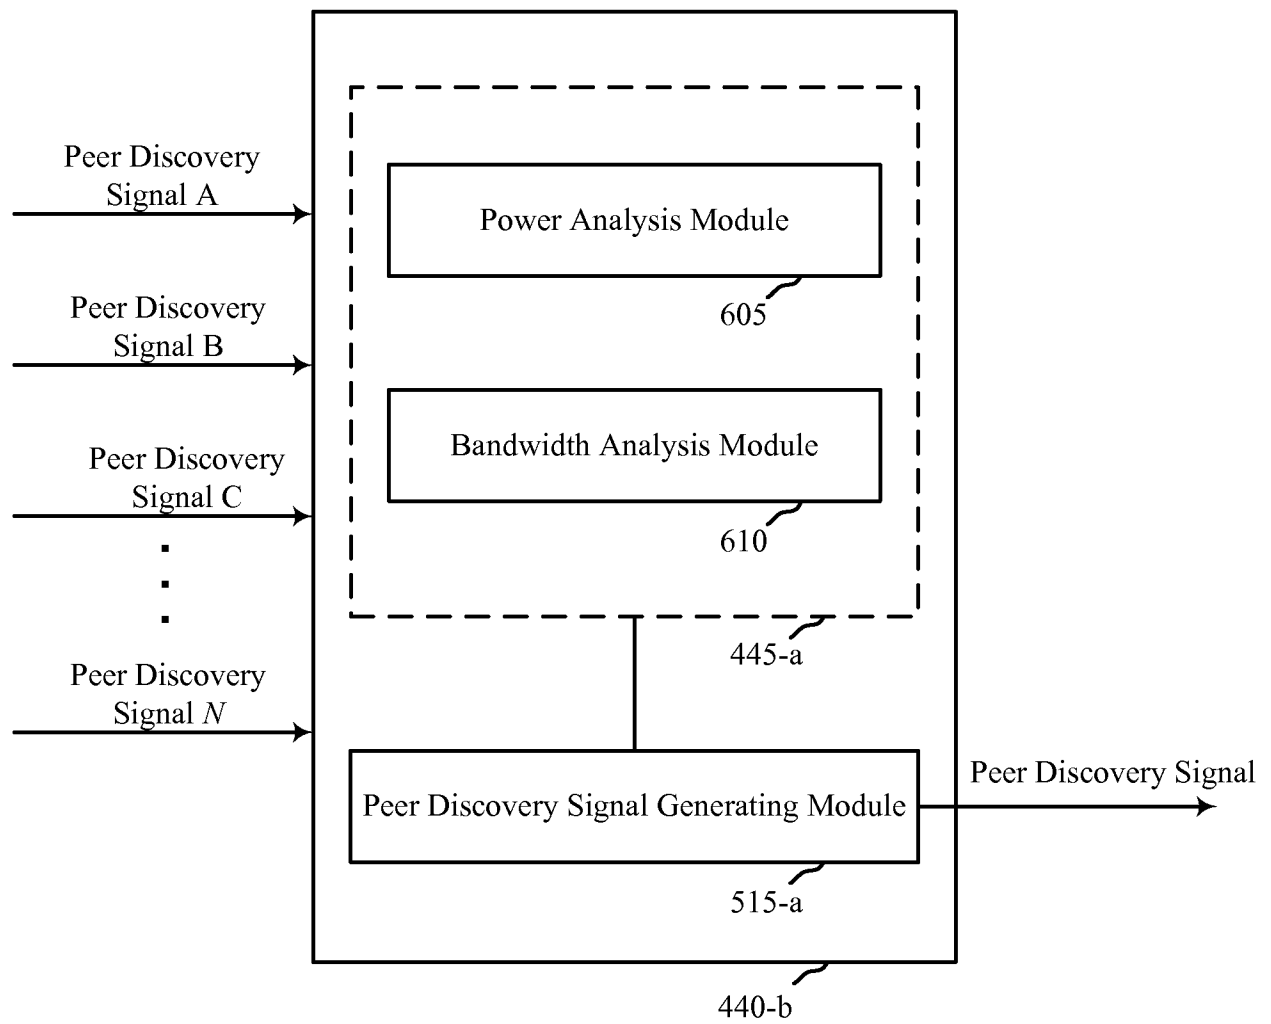 Peer Discovery
Signal A
Power Analysis Module
605
Peer Discovery
Signal B
Bandwidth Analysis Module
610
Peer Discovery
Signal C
445-a
Peer Discovery
Signal N
Peer Discovery Signal
Peer Discovery Signal Generating Module
515-a
440-b